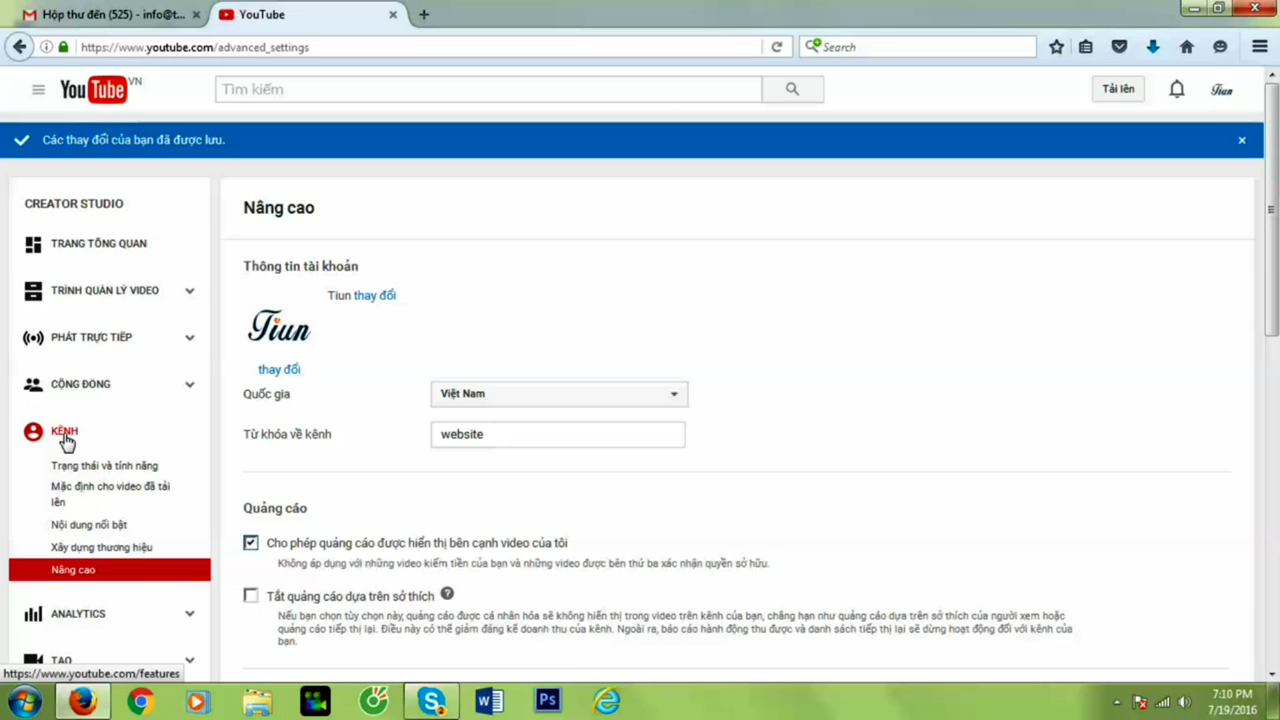 Hộp thư đến (525) - info@t...
YouTube
https://www.youtube.com/advanced_settings
Search
YouTube VN
Tìm kiếm
Tải lên
Tiun
Các thay đổi của bạn đã được lưu.
CREATOR STUDIO
TRANG TỔNG QUAN
TRÌNH QUẢN LÝ VIDEO
PHÁT TRỰC TIẾP
CỘNG ĐỒNG
KÊNH
Trạng thái và tính năng
Mặc định cho video đã tải
lên
Nội dung nổi bật
Xây dựng thương hiệu
Nâng cao
ANALYTICS
TẠO
Nâng cao
Thông tin tài khoản
Tiun thay đổi
Tiun
thay đổi
Quốc gia
Việt Nam
Từ khóa về kênh
website
Quảng cáo
Cho phép quảng cáo được hiển thị bên cạnh video của tôi
Không áp dụng với những video kiếm tiền của bạn và những video được bên thứ ba xác nhận quyền sở hữu.
Tắt quảng cáo dựa trên sở thích
Nếu bạn chọn tùy chọn này, quảng cáo được cá nhân hóa sẽ không hiển thị trong video trên kênh của bạn, chẳng hạn như quảng cáo dựa trên sở thích của người xem hoặc
quảng cáo tiếp thị lại. Điều này có thể giảm đáng kể doanh thu của kênh. Ngoài ra, báo cáo hành động thu được và danh sách tiếp thị lại sẽ dừng hoạt động đối với kênh của
bạn.
https://www.youtube.com/features
W
Ps
7:10 PM
7/19/2016